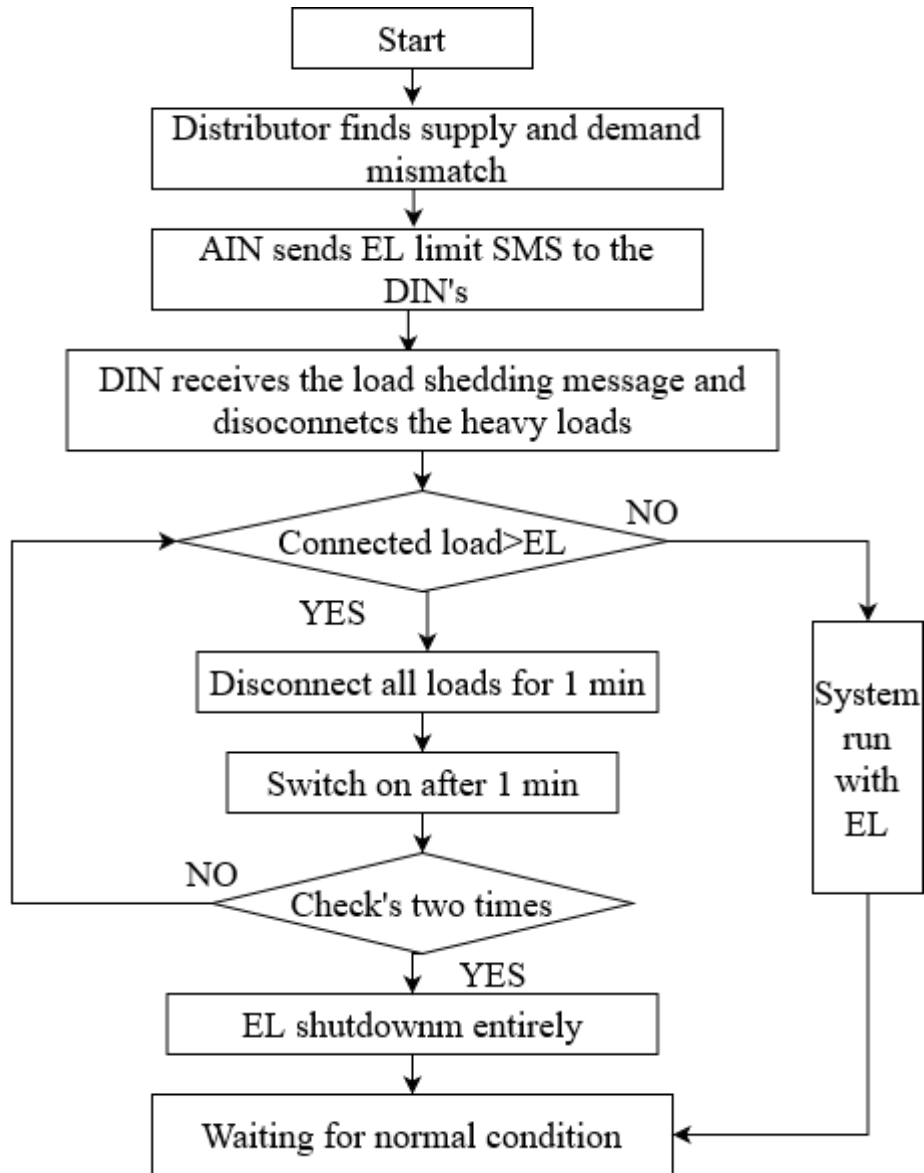 Start
Distributor finds supply and demand
mismatch
AIN sends EL limit SMS to the
DIN's
DIN receives the load shedding message and
disoconnetcs the heavy loads
Connected load>EL
NO
YES
Disconnect all loads for 1 min
System
run
with
EL
Switch on after 1 min
NO
Check's two times
YES
EL shutdownm entirely
Waiting for normal condition